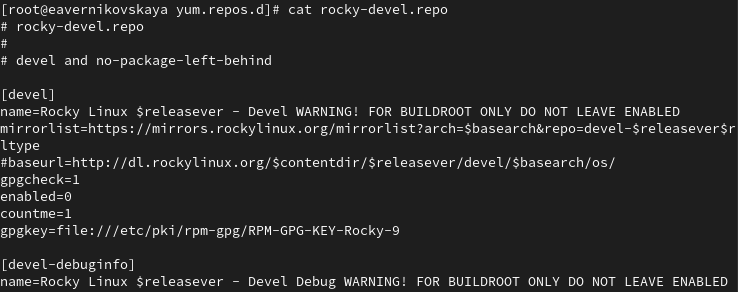 [root@eavernikovskaya yum.repos.d]# cat rocky-devel.repo
# rocky-devel.repo
#
# devel and no-package-left-behind

[devel]
name=Rocky Linux $releasever - Devel WARNING! FOR BUILDROOT ONLY DO NOT LEAVE ENABLED
mirrorlist=https://mirrors.rockylinux.org/mirrorlist?arch=$basearch&repo=devel-$releasever$r
ltype
#baseurl=http://dl.rockylinux.org/$contentdir/$releasever/devel/$basearch/os/
gpgcheck=1
enabled=0
countme=1
gpgkey=file:///etc/pki/rpm-gpg/RPM-GPG-KEY-Rocky-9

[devel-debuginfo]
name=Rocky Linux $releasever - Devel Debug WARNING! FOR BUILDROOT ONLY DO NOT LEAVE ENABLED